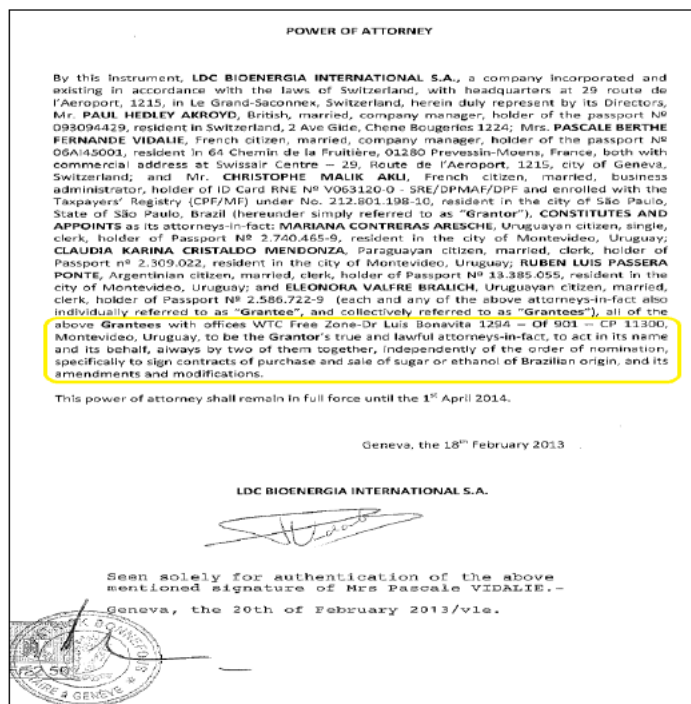 POWER OF ATTORNEY
By this instrument, LDC BIOENERGIA INTERNATIONAL S.A., a company incorporated and
existing in accordance with the laws of Switzerland, with headquarters at 29 route de
l'Aeroport, 1215, in Le Grand-Saconnex, Switzerland, herein duly represent by its Directors,
Mr. PAUL HEDLEY AKROYD, British, married, company manager, holder of the passport Nº
093094429, resident in Switzerland, 2 Ave Gide, Chene Bougeries 1224; Mrs. PASCALE BERTHE
FERNANDE VIDALIE, French citizen, married, company manager, holder of the passport Nº
06AI45001, resident in 64 Chemin de la Fruitière, 01280 Prevessin-Moens, France, both with
commercial address at Swissair Centre – 29, Route de l'Aeroport, 1215, city of Geneva,
Switzerland; and Mr. CHRISTOPHE MALIK AKLI, French citizen, married, business
administrator, holder of ID Card RNE Nº V063120-0 - SRE/DPMAF/DPF and enrolled with the
Taxpayers' Registry (CPF/MF) under No. 212.801.198-10, resident in the city of São Paulo,
State of São Paulo, Brazil (hereunder simply referred to as "Grantor"), CONSTITUTES AND
APPOINTS as its attorneys-in-fact: MARIANA CONTRERAS ARESCHE, Uruguayan citizen, single,
clerk, holder of Passport Nº 2.740.465-9, resident in the city of Montevideo, Uruguay;
CLAUDIA KARINA CRISTALDO MENDONZA, Paraguayan citizen, married, clerk, holder of
Passport nº 2.309.022, resident in the city of Montevideo, Uruguay; RUBEN LUIS PASSERA
PONTE, Argentinian citizen, married, clerk, holder of Passport Nº 13.385.055, resident in the
city of Montevideo, Uruguay; and ELEONORA VALFRE BRALICH, Uruguayan citizen, married,
clerk, holder of Passport Nº 2.586.722-9 (each and any of the above attorneys-in-fact also
individually referred to as "Grantee", and collectively referred to as "Grantees"), all of the
above Grantees with offices WTC Free Zone-Dr Luis Bonavita 1294 – Of 901 – CP 11300,
Montevideo, Uruguay, to be the Grantor's true and lawful attorneys-in-fact, to act in its name
and its behalf, always by two of them together, independently of the order of nomination,
specifically to sign contracts of purchase and sale of sugar or ethanol of Brazilian origin, and its
amendments and modifications.
This power of attorney shall remain in full force until the 1st April 2014.
Geneva, the 18th February 2013
LDC BIOENERGIA INTERNATIONAL S.A.
Seen solely for authentication of the above
mentioned signature of Mrs Pascale VIDALIE.-
Geneva, the 20th of February 2013/vle.